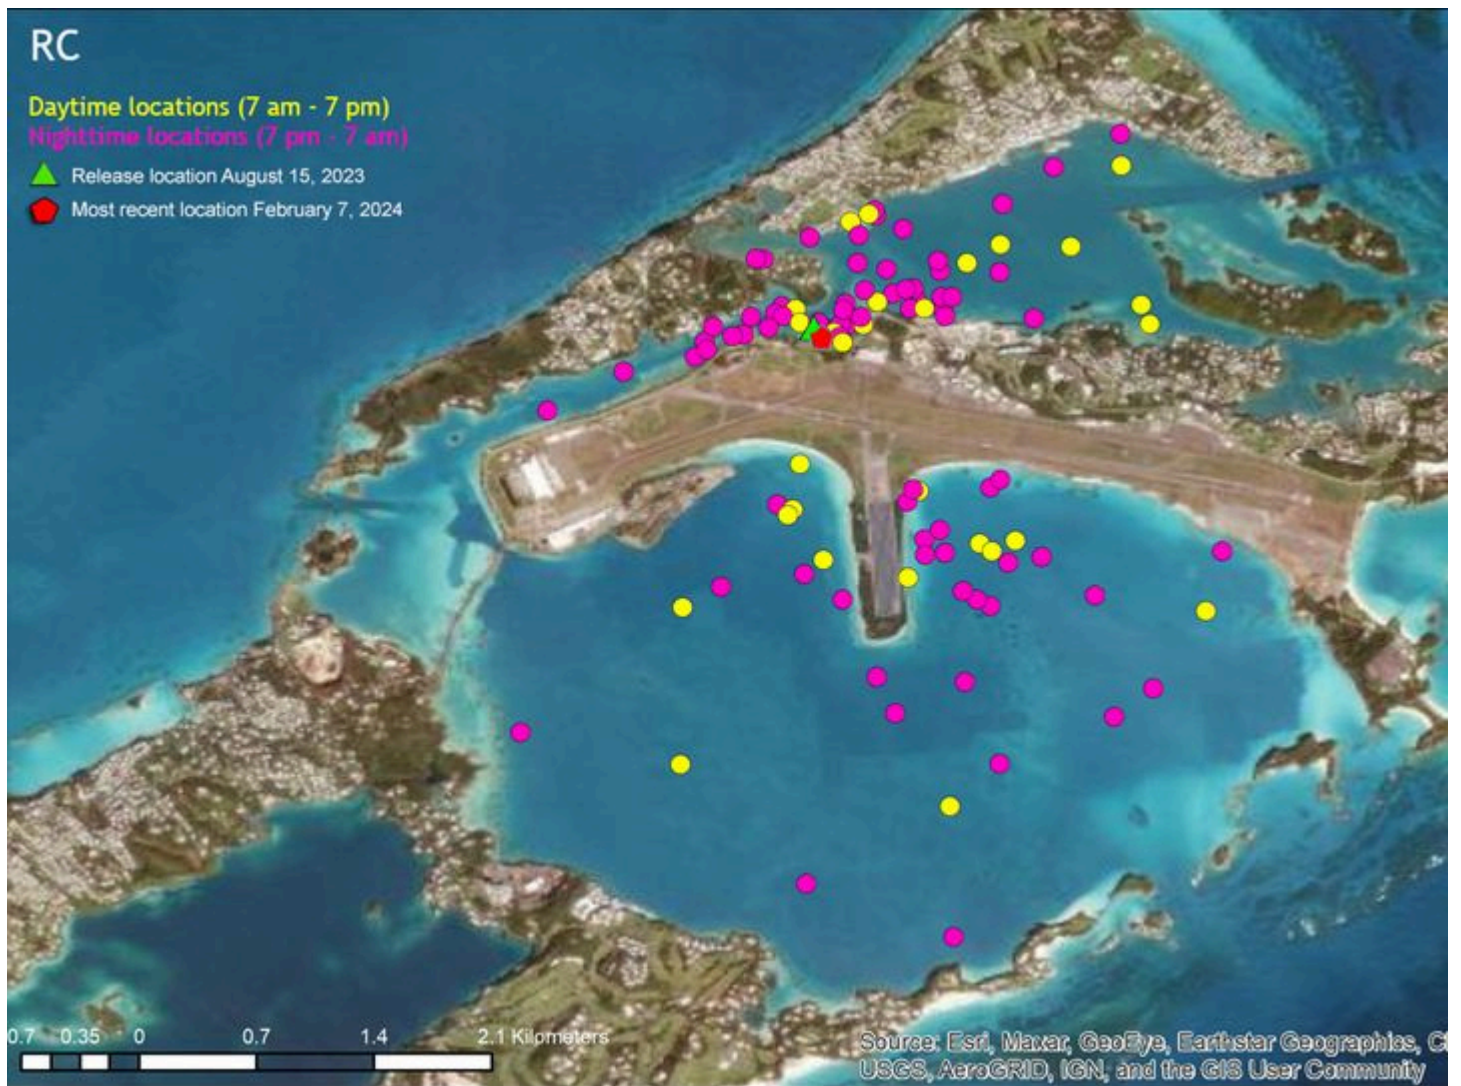 RC
Daytime locations (7 am - 7 pm)
Nighttime locations (7 pm - 7 am)
Release location August 15, 2023
Most recent location February 7, 2024
0.7 0.35 0 0.7 1.4 2.1 Kilometers
Source: Esri, Maxar, GeoEye, Earthstar Geographics,
USGS, AeroGRID, IGN, and the GIS User Community